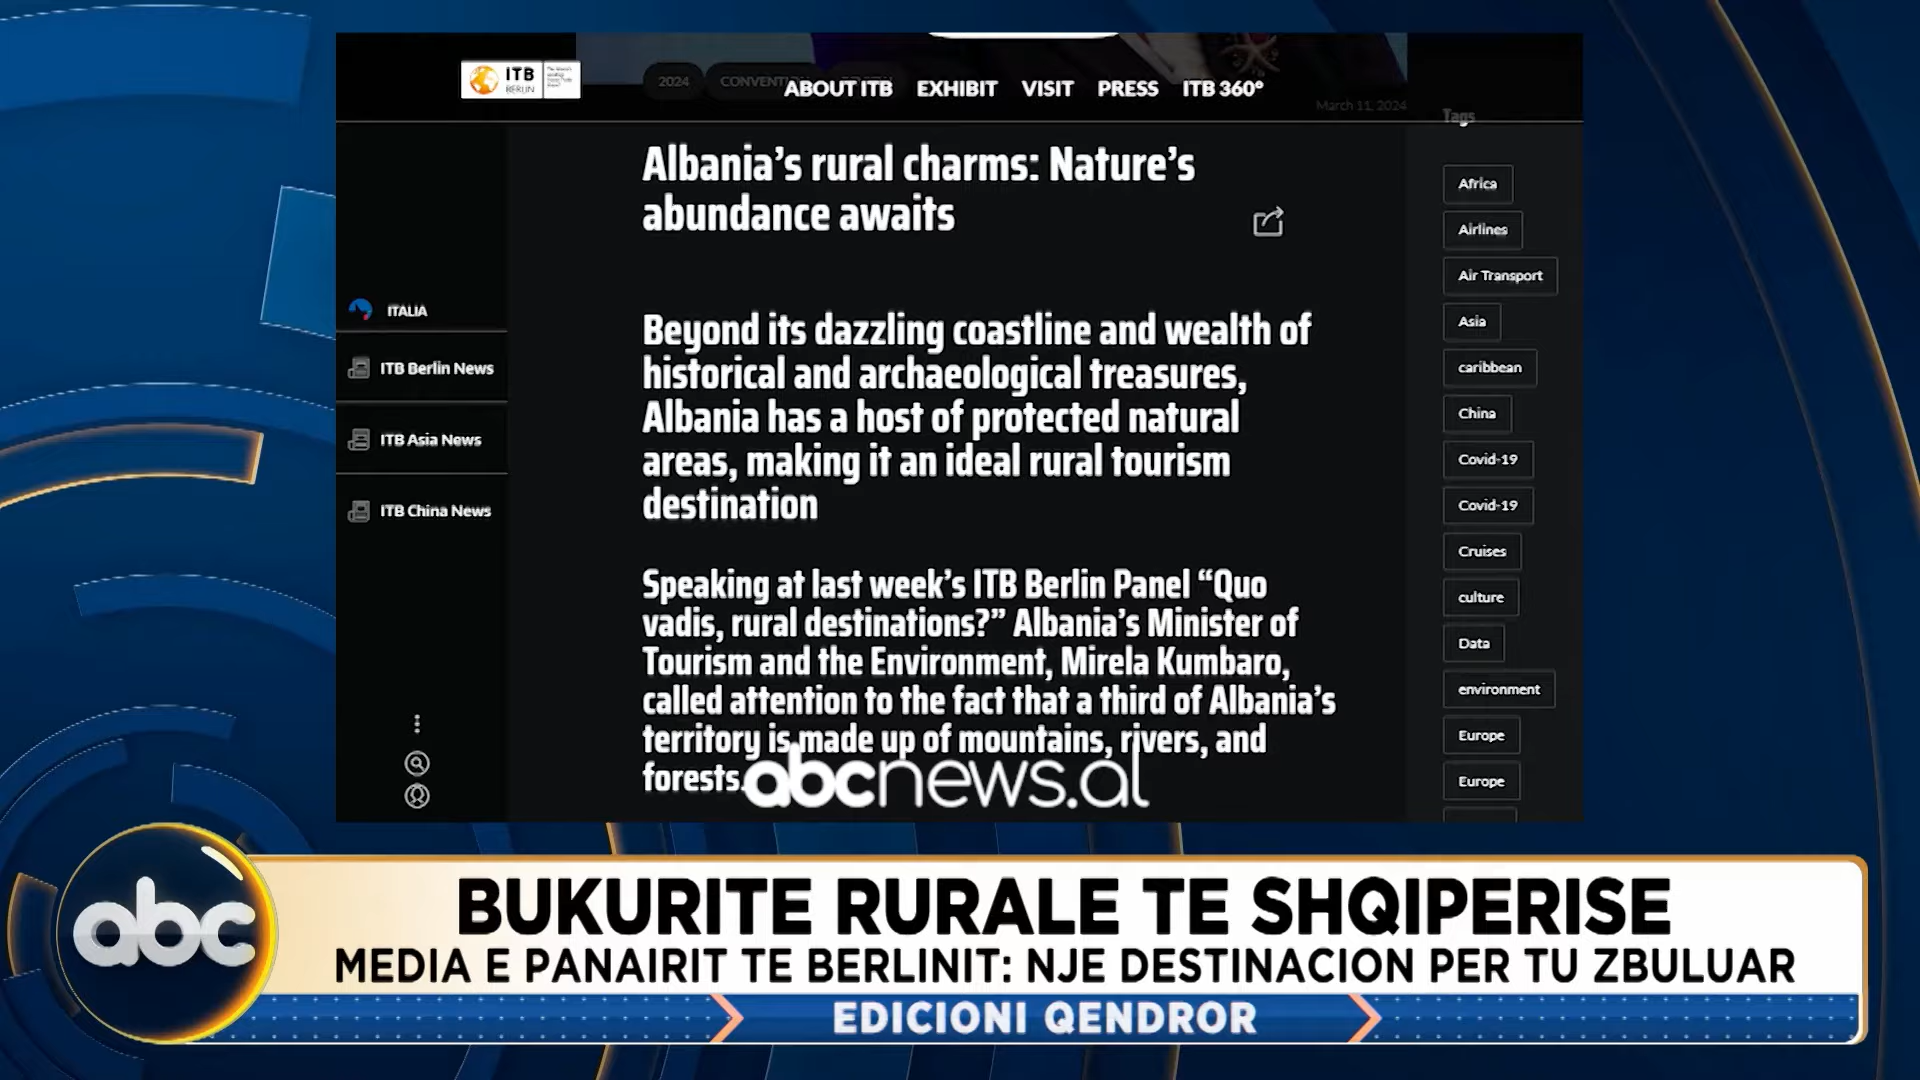 ITB
BERLIN
2024
CONVENTI
ABOUT ITB
EXHIBIT
VISIT
PRESS
ITB 360°
March 11, 2024
Tags
Albania’s rural charms: Nature’s
abundance awaits
Beyond its dazzling coastline and wealth of
historical and archaeological treasures,
Albania has a host of protected natural
areas, making it an ideal rural tourism
destination
Speaking at last week’s ITB Berlin Panel “Quo
vadis, rural destinations?” Albania’s Minister of
Tourism and the Environment, Mirela Kumbaro,
called attention to the fact that a third of Albania’s
territory is made up of mountains, rivers, and
forests.
ITALIA
ITB Berlin News
ITB Asia News
ITB China News
Africa
Airlines
Air Transport
Asia
caribbean
China
Covid-19
Covid-19
Cruises
culture
Data
environment
Europe
Europe
abcnews.al
abc
BUKURITE RURALE TE SHQIPERISE
MEDIA E PANAIRIT TE BERLINIT: NJE DESTINACION PER TU ZBULUAR
EDICIONI QENDROR